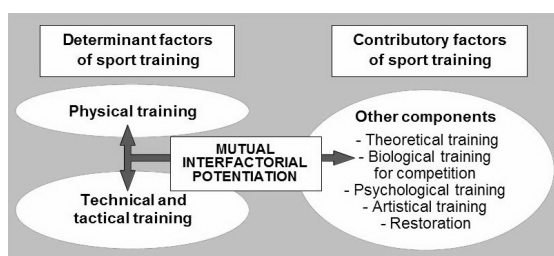 Determinant factors
of sport training
Contributory factors
of sport training
Physical training
Technical and
tactical training
MUTUAL
INTERFACTORIAL
POTENTIATION
Other components
- Theoretical training
- Biological training
for competition
- Psychological training
- Artistical training
- Restoration